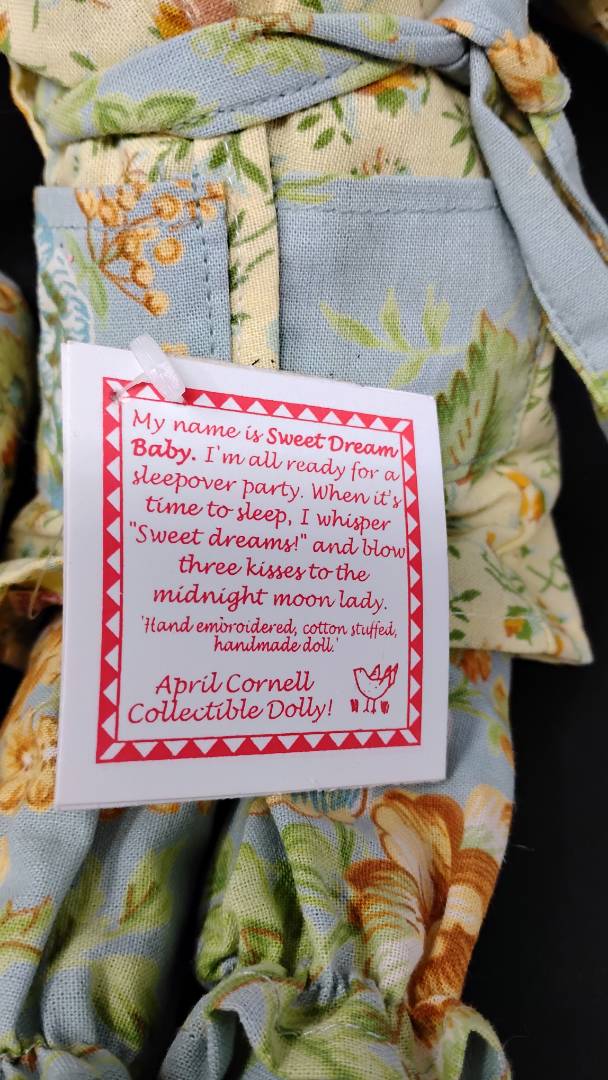 My name is Sweet Dream
Baby. I'm all ready for a
sleepover party. When it's
time to sleep, I whisper
"Sweet dreams!" and blow
three kisses to the
midnight moon lady.
'Hand embroidered, cotton stuffed,
handmade doll.'
April Cornell
Collectible Dolly!